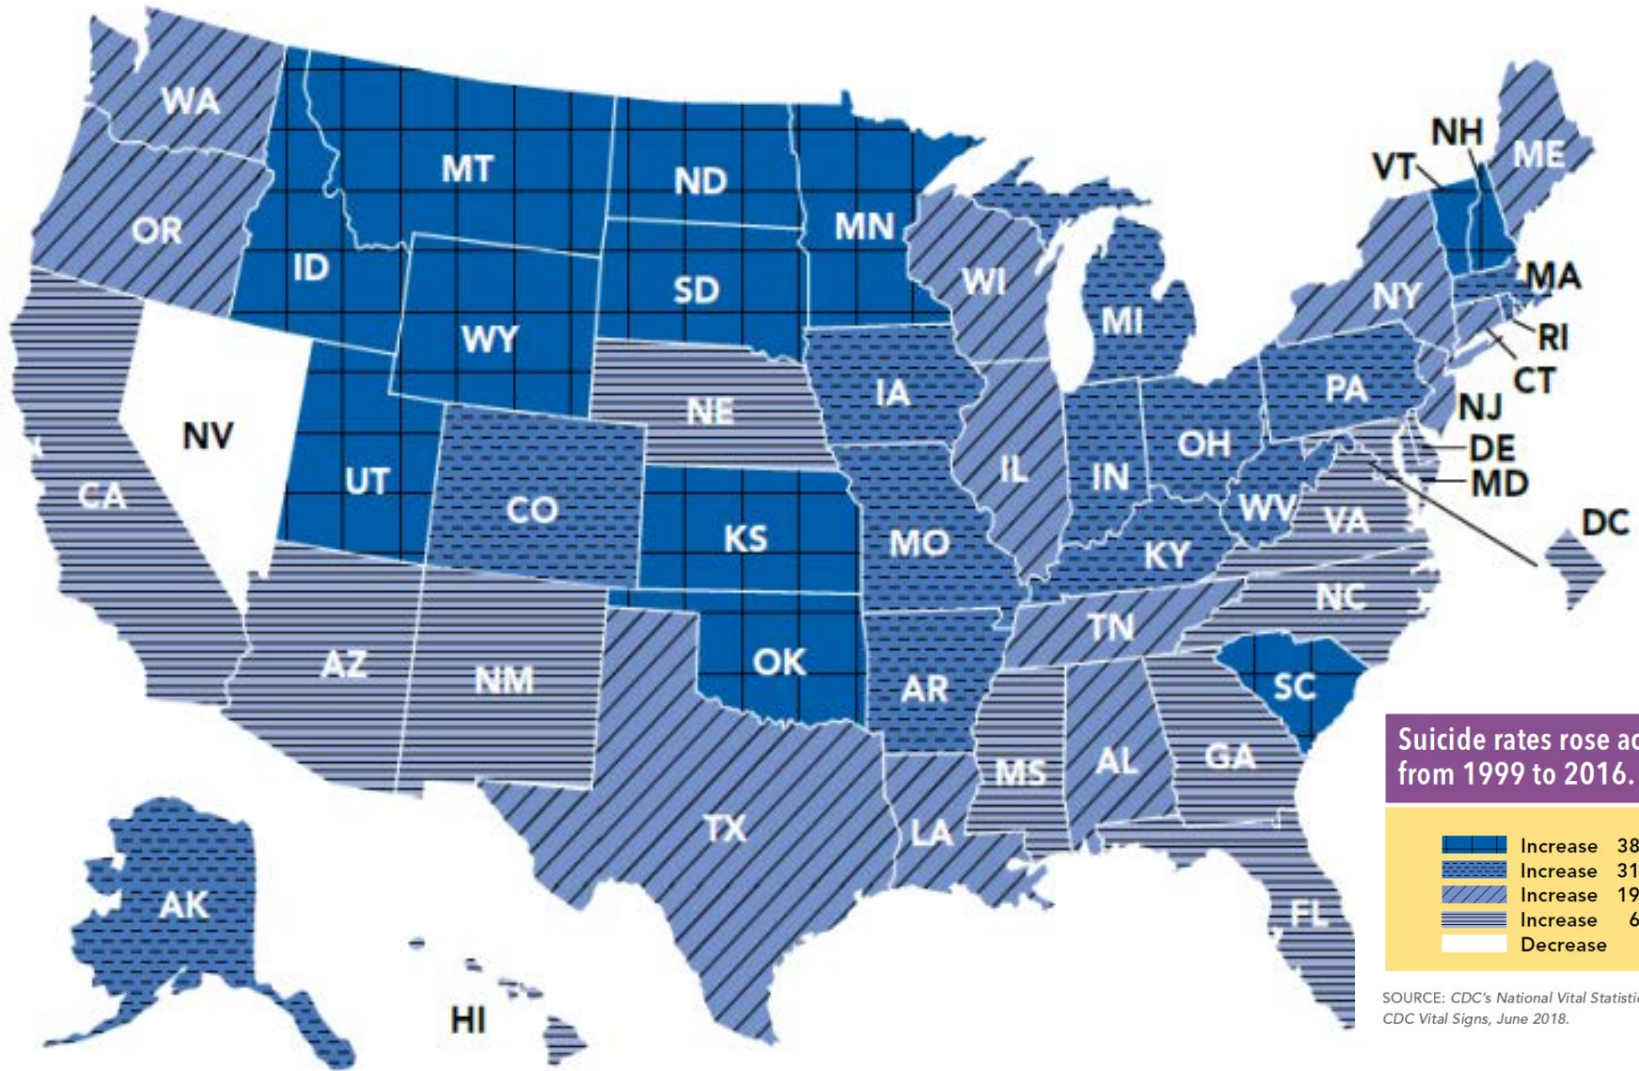 WA
MT
ND
MN
OR
ID
SD
WY
WI
MI
NH
VT
ME
NY
MA
RI
CT
NJ
DE
MD
DC
NV
UT
CA
CO
NE
IA
IL
IN
OH
PA
WV
VA
KS
MO
KY
NC
AZ
NM
OK
AR
TN
SC
TX
LA
MS
AL
GA
FL
AK
HI
Suicide rates rose
from 1999 to 2016.
Increase 38
Increase 31
Increase 19
Increase 6
Decrease
SOURCE: CDC's National Vital
CDC Vital Signs, June 2018.